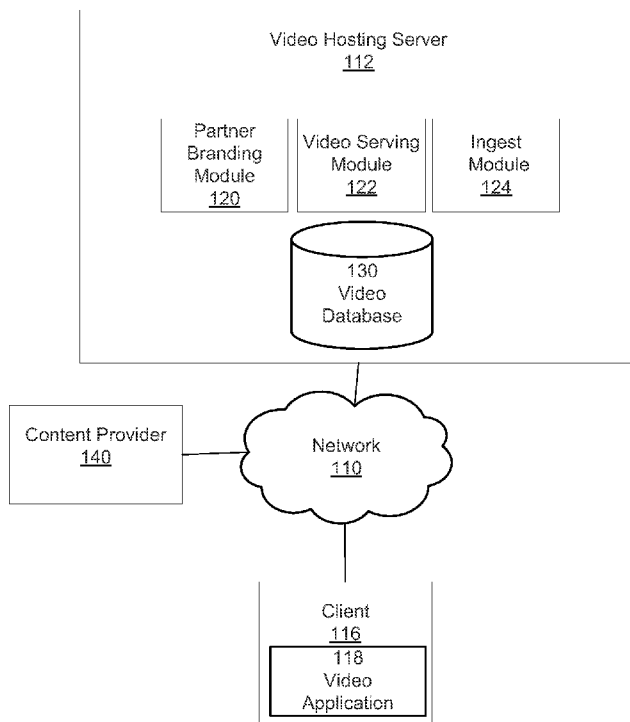 Video Hosting Server
112
Partner
Branding
Module
120
Video Serving
Module
122
Ingest
Module
124
130
Video
Database
Content Provider
140
Network
110
Client
116
118
Video
Application